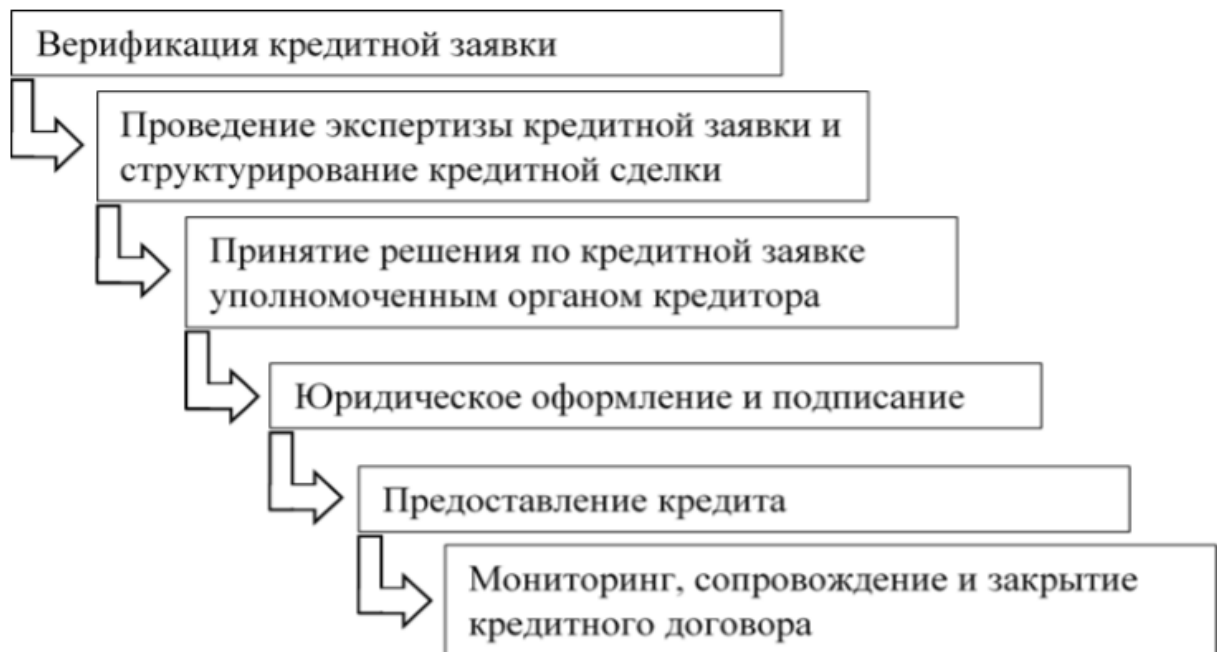 Верификация кредитной заявки
Проведение экспертизы кредитной заявки и
структурирование кредитной сделки
Принятие решения по кредитной заявке
уполномоченным органом кредитора
Юридическое оформление и подписание
Предоставление кредита
Мониторинг, сопровождение и закрытие
кредитного договора